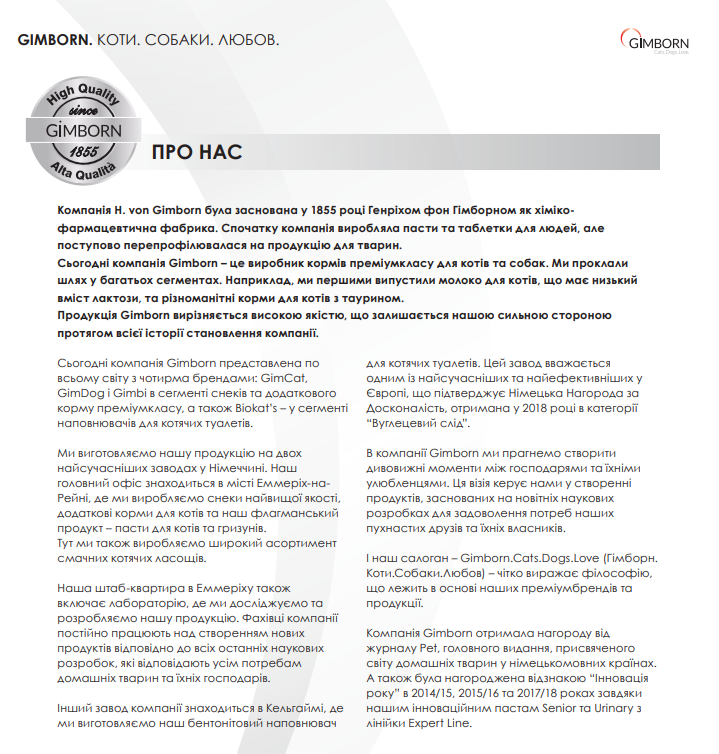 GIMBORN. КОТИ. СОБАКИ. ЛЮБОВ.
GIMBORN
Cats. Dogs. Love.
High Quality
since
GIMBORN
1855
Alta Qualità
ПРО НАС
Компанія H. von Gimborn була заснована у 1855 році Генріхом фон Гімборном як хіміко-
фармацевтична фабрика. Спочатку компанія виробляла пасти та таблетки для людей, але
поступово перепрофілювалася на продукцію для тварин.
Сьогодні компанія Gimborn – це виробник кормів преміумкласу для котів та собак. Ми проклали
шлях у багатьох сегментах. Наприклад, ми першими випустили молоко для котів, що має низький
вміст лактози, та різноманітні корми для котів з таурином.
Продукція Gimborn вирізняється високою якістю, що залишається нашою сильною стороною
протягом всієї історії становлення компанії.
Сьогодні компанія Gimborn представлена по
всьому світу з чотирма брендами: GimCat,
GimDog і Gimbi в сегменті снеків та додаткового
корму преміумкласу, а також Biokat’s – у сегменті
наповнювачів для котячих туалетів.
Ми виготовляємо нашу продукцію на двох
найсучасніших заводах у Німеччині. Наш
головний офіс знаходиться в місті Еммеріх-на-
Рейні, де ми виробляємо снеки найвищої якості,
додаткові корми для котів та наш флагманський
продукт – пасти для котів та гризунів.
Тут ми також виробляємо широкий асортимент
смачних котячих ласощів.
Наша штаб-квартира в Еммеріху також
включає лабораторію, де ми досліджуємо та
розробляємо нашу продукцію. Фахівці компанії
постійно працюють над створенням нових
продуктів відповідно до всіх останніх наукових
розробок, які відповідають усім потребам
домашніх тварин та їхніх господарів.
Інший завод компанії знаходиться в Кельгаймі, де
ми виготовляємо наш бентонітовий наповнювач
для котячих туалетів. Цей завод вважається
одним із найсучасніших та найефективніших у
Європі, що підтверджує Німецька Нагорода за
Досконалість, отримана у 2018 році в категорії
“Вуглецевий слід”.
В компанії Gimborn ми прагнемо створити
дивовижні моменти між господарями та їхніми
улюбленцями. Ця візія керує нами у створенні
продуктів, заснованих на новітніх наукових
розробках для задоволення потреб наших
пухнастих друзів та їхніх власників.
І наш салоган – Gimborn.Cats.Dogs.Love (Гімборн.
Коти.Собаки.Любов) – чітко виражає філософію,
що лежить в основі наших преміумбрендів та
продукції.
Компанія Gimborn отримала нагороду від
журналу Pet, головного видання, присвяченого
світу домашніх тварин у німецькомовних країнах.
А також була нагороджена відзнакою “Інновація
року” в 2014/15, 2015/16 та 2017/18 роках завдяки
нашим інноваційним пастам Senior та Urinary з
лінійки Expert Line.